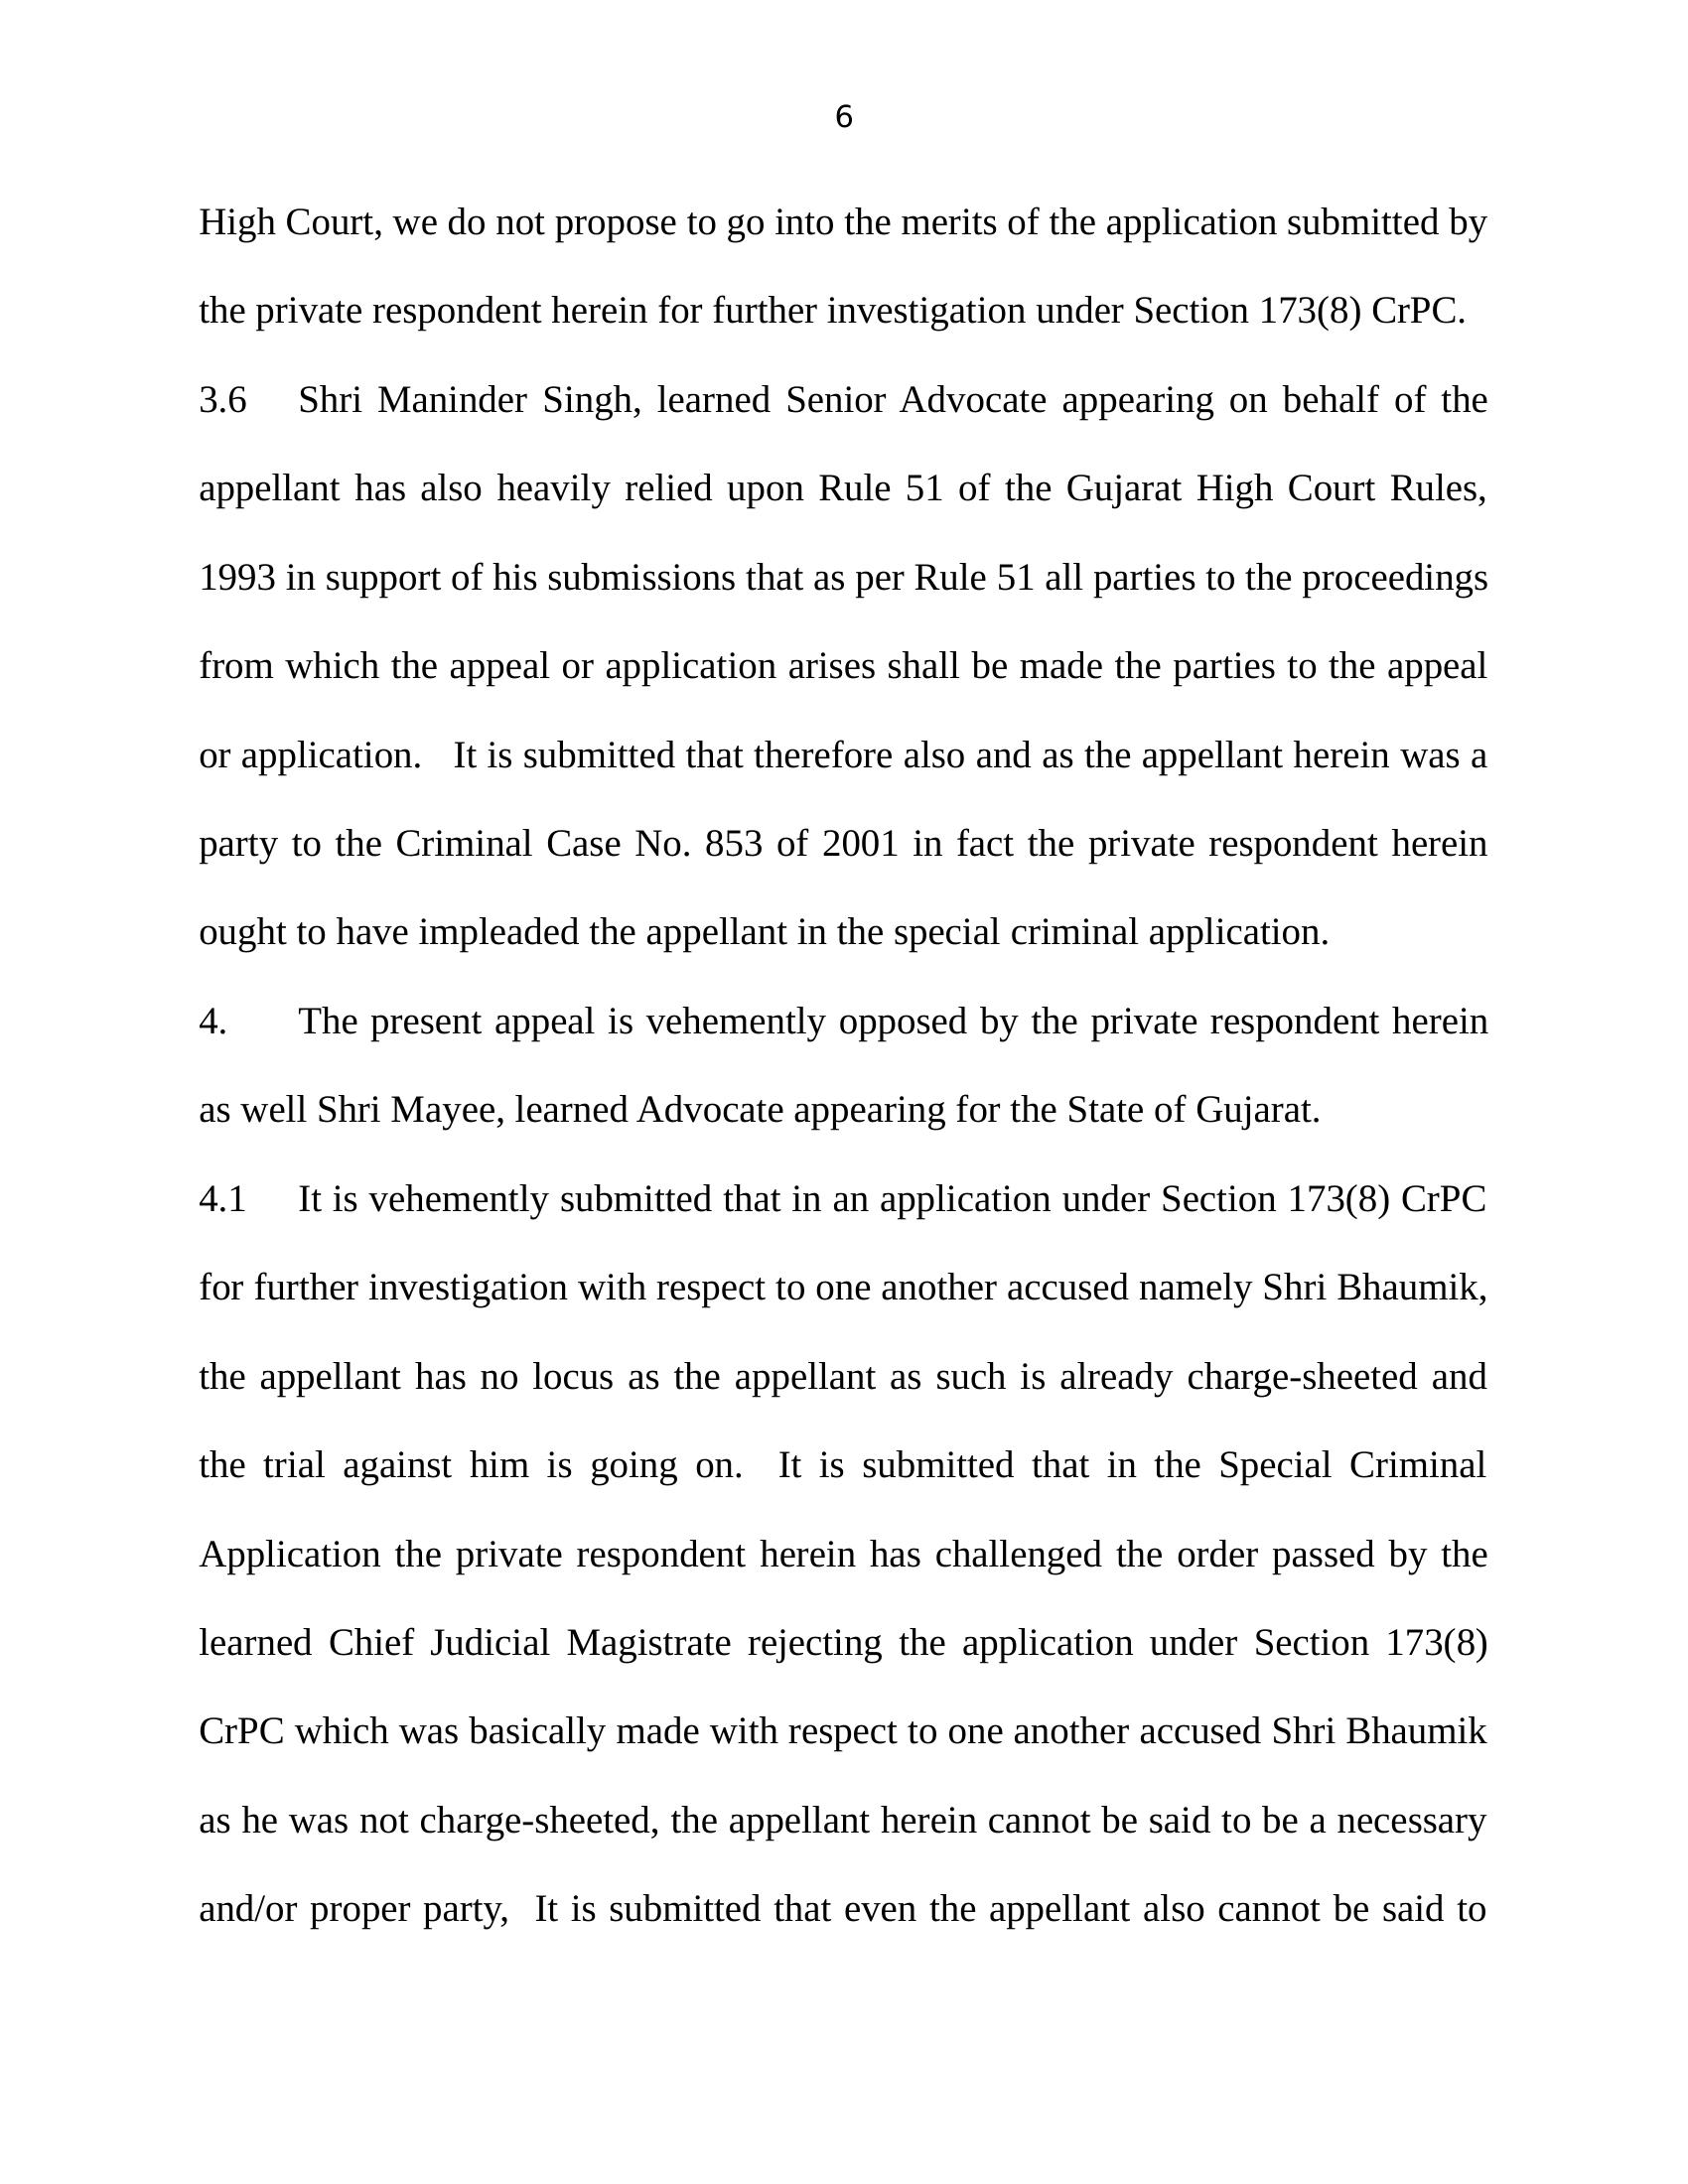 6
High Court, we do not propose to go into the merits of the application submitted by
the private respondent herein for further investigation under Section 173(8) CrPC.
3.6 Shri Maninder Singh, learned Senior Advocate appearing on behalf of the
appellant has also heavily relied upon Rule 51 of the Gujarat High Court Rules,
1993 in support of his submissions that as per Rule 51 all parties to the proceedings
from which the appeal or application arises shall be made the parties to the appeal
or application. It is submitted that therefore also and as the appellant herein was a
party to the Criminal Case No. 853 of 2001 in fact the private respondent herein
ought to have impleaded the appellant in the special criminal application.
4. The present appeal is vehemently opposed by the private respondent herein
as well Shri Mayee, learned Advocate appearing for the State of Gujarat.
4.1 It is vehemently submitted that in an application under Section 173(8) CrPC
for further investigation with respect to one another accused namely Shri Bhaumik,
the appellant has no locus as the appellant as such is already charge-sheeted and
the trial against him is going on. It is submitted that in the Special Criminal
Application the private respondent herein has challenged the order passed by the
learned Chief Judicial Magistrate rejecting the application under Section 173(8)
CrPC which was basically made with respect to one another accused Shri Bhaumik
as he was not charge-sheeted, the appellant herein cannot be said to be a necessary
and/or proper party, It is submitted that even the appellant also cannot be said to